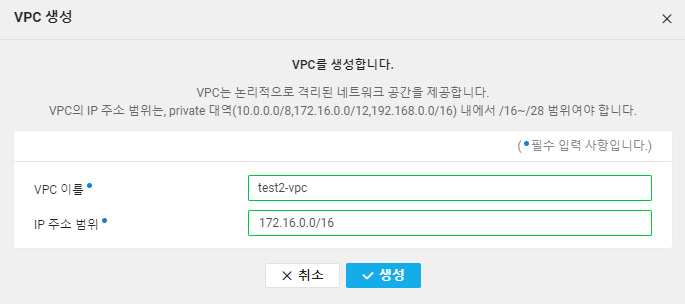 VPC 생성
VPC를 생성합니다.
VPC는 논리적으로 격리된 네트워크 공간을 제공합니다.
VPC의 IP 주소 범위는, private 대역(10.0.0.0/8,172.16.0.0/12,192.168.0.0/16) 내에서 /16~/28 범위여야 합니다.
(•필수 입력 사항입니다.)
VPC 이름• test2-vpc
IP 주소 범위• 172.16.0.0/16
취소 생성